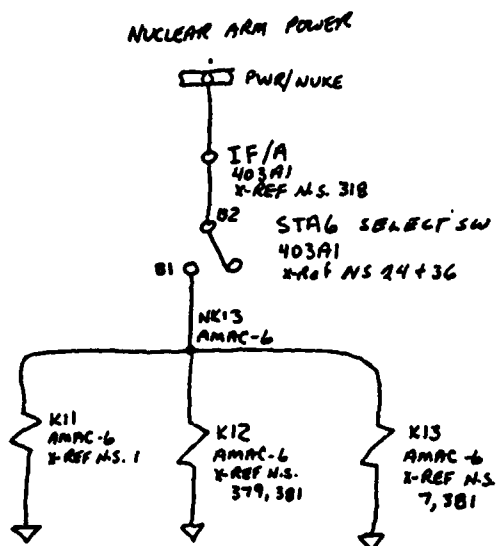 NUCLEAR ARM POWER
PWR/NUKE
IF/A
403A1
X-REF N.S. 318
B2
STA6 SELECT SW
403A1
X-Ref NS 24 + 36
B1
NK13
AMAC-6
K11
AMAC-6
X-REF N.S. 1
K12
AMAC-6
X-REF N.S.
379, 381
K13
AMAC-6
X-REF N.S.
7, 381